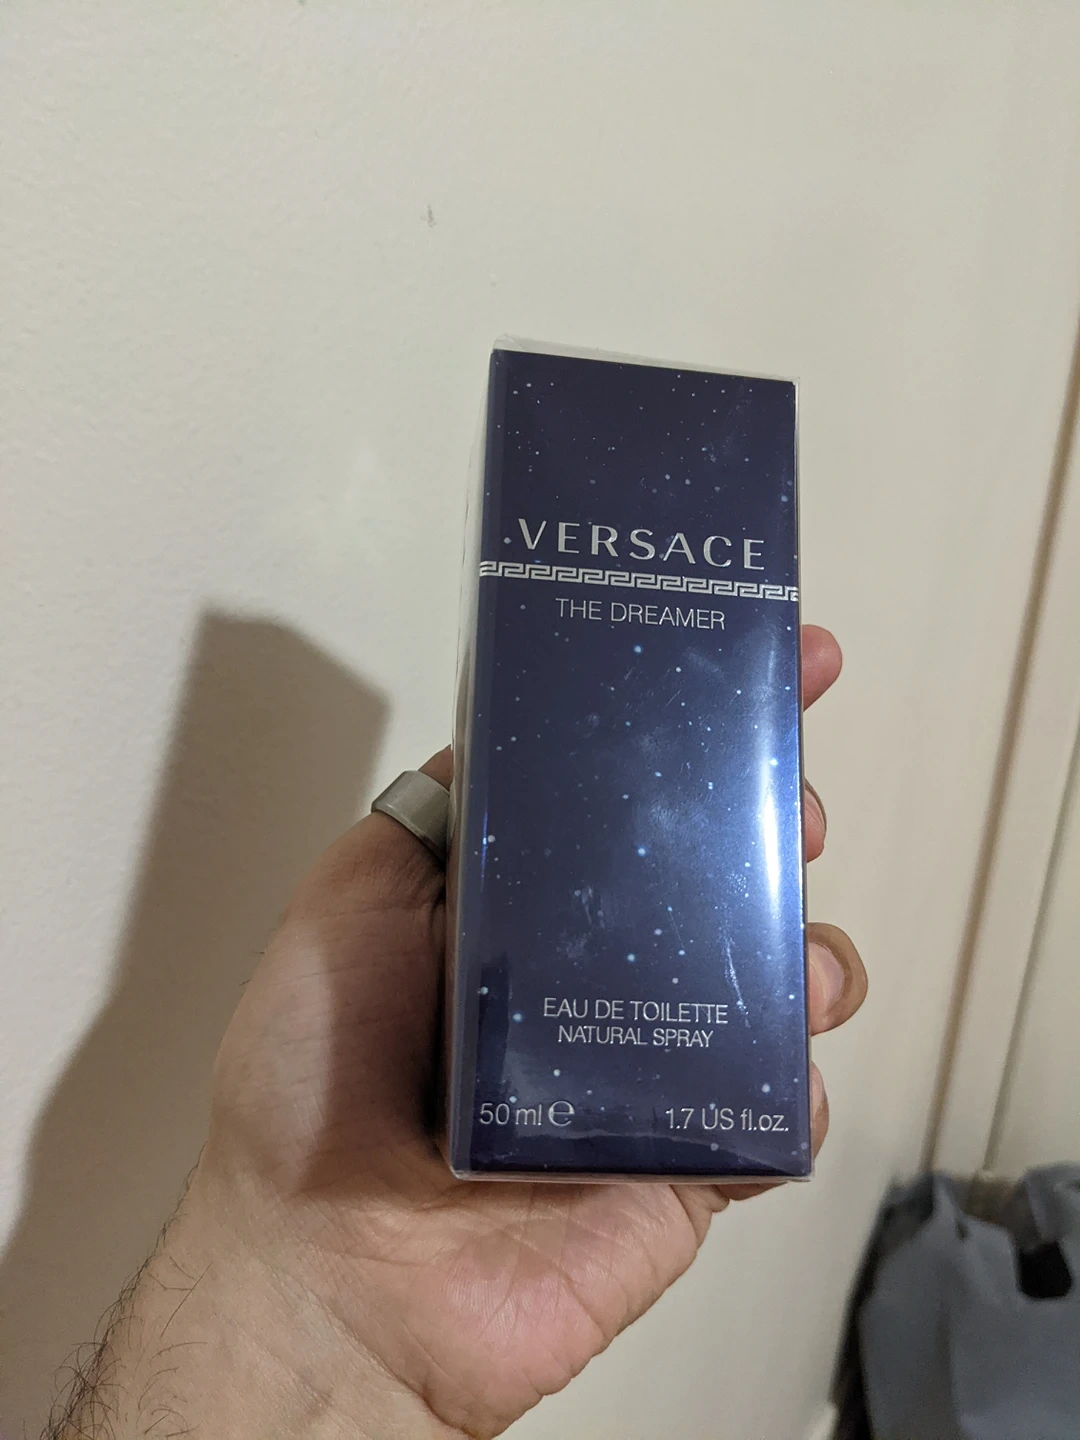 VERSACE
THE DREAMER
EAU DE TOILETTE
NATURAL SPRAY
50 ml ℮ 1.7 US fl.oz.